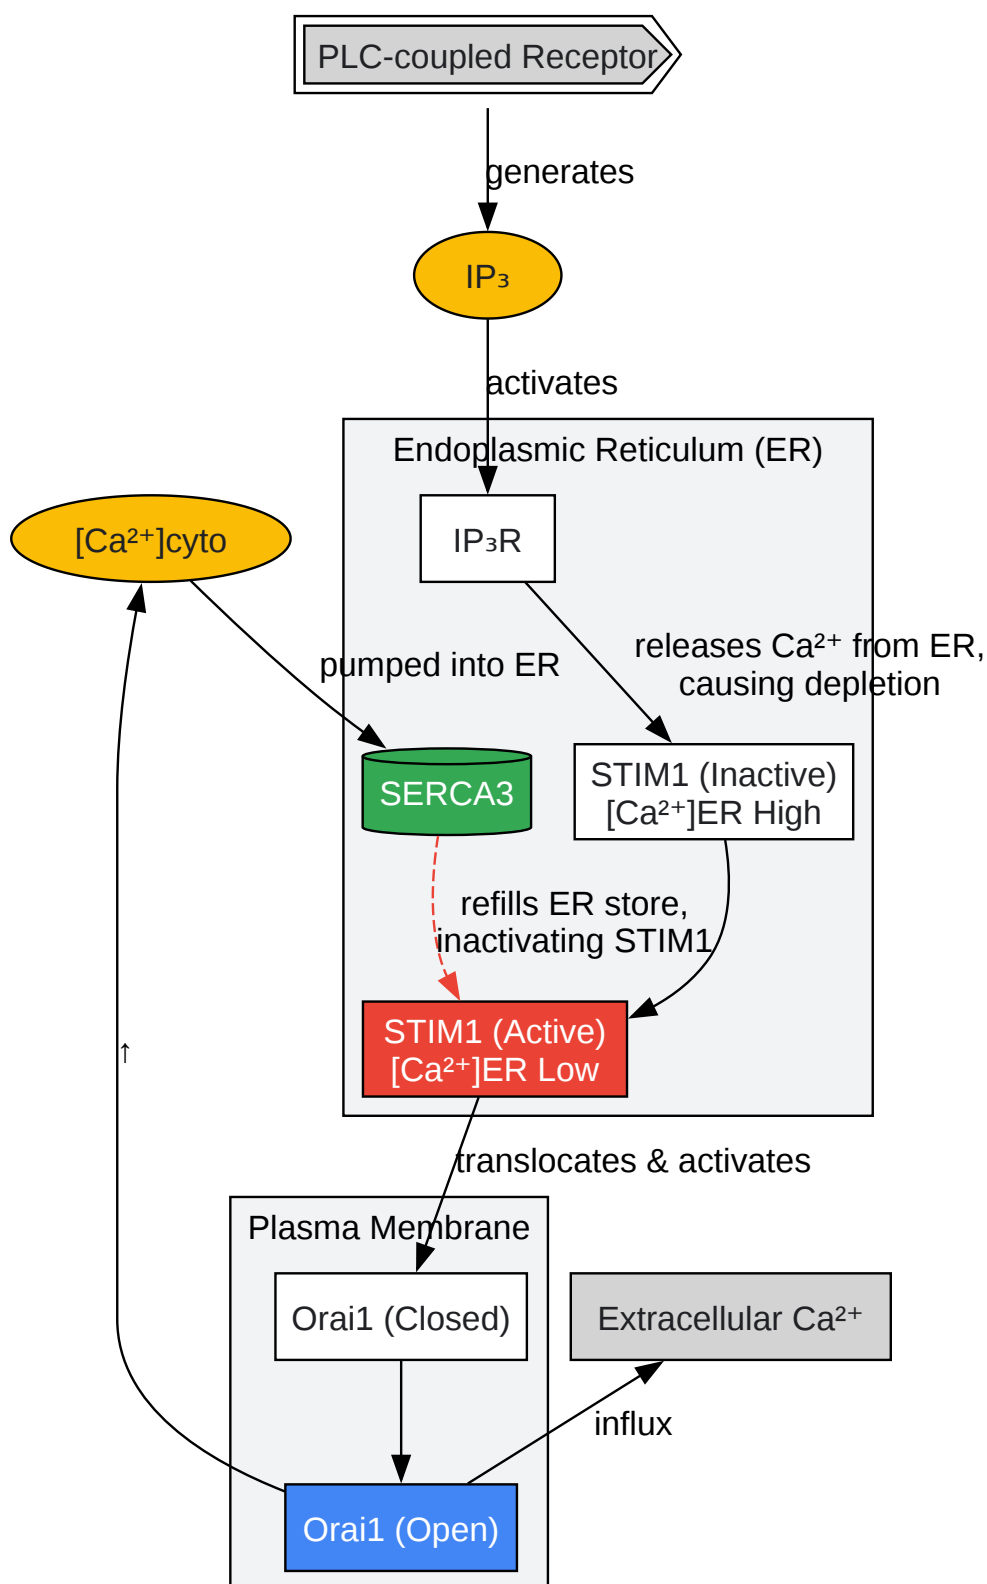 PLC-coupled Receptor
generates
IP₃
activates
Endoplasmic Reticulum (ER)
[Ca²⁺]cyto
IP₃R
pumped into ER
releases Ca²⁺ from ER,
causing depletion
SERCA3
STIM1 (Inactive)
[Ca²⁺]ER High
refills ER store,
inactivating STIM1
STIM1 (Active)
[Ca²⁺]ER Low
↑
translocates & activates
Plasma Membrane
Orai1 (Closed)
Extracellular Ca²⁺
influx
Orai1 (Open)